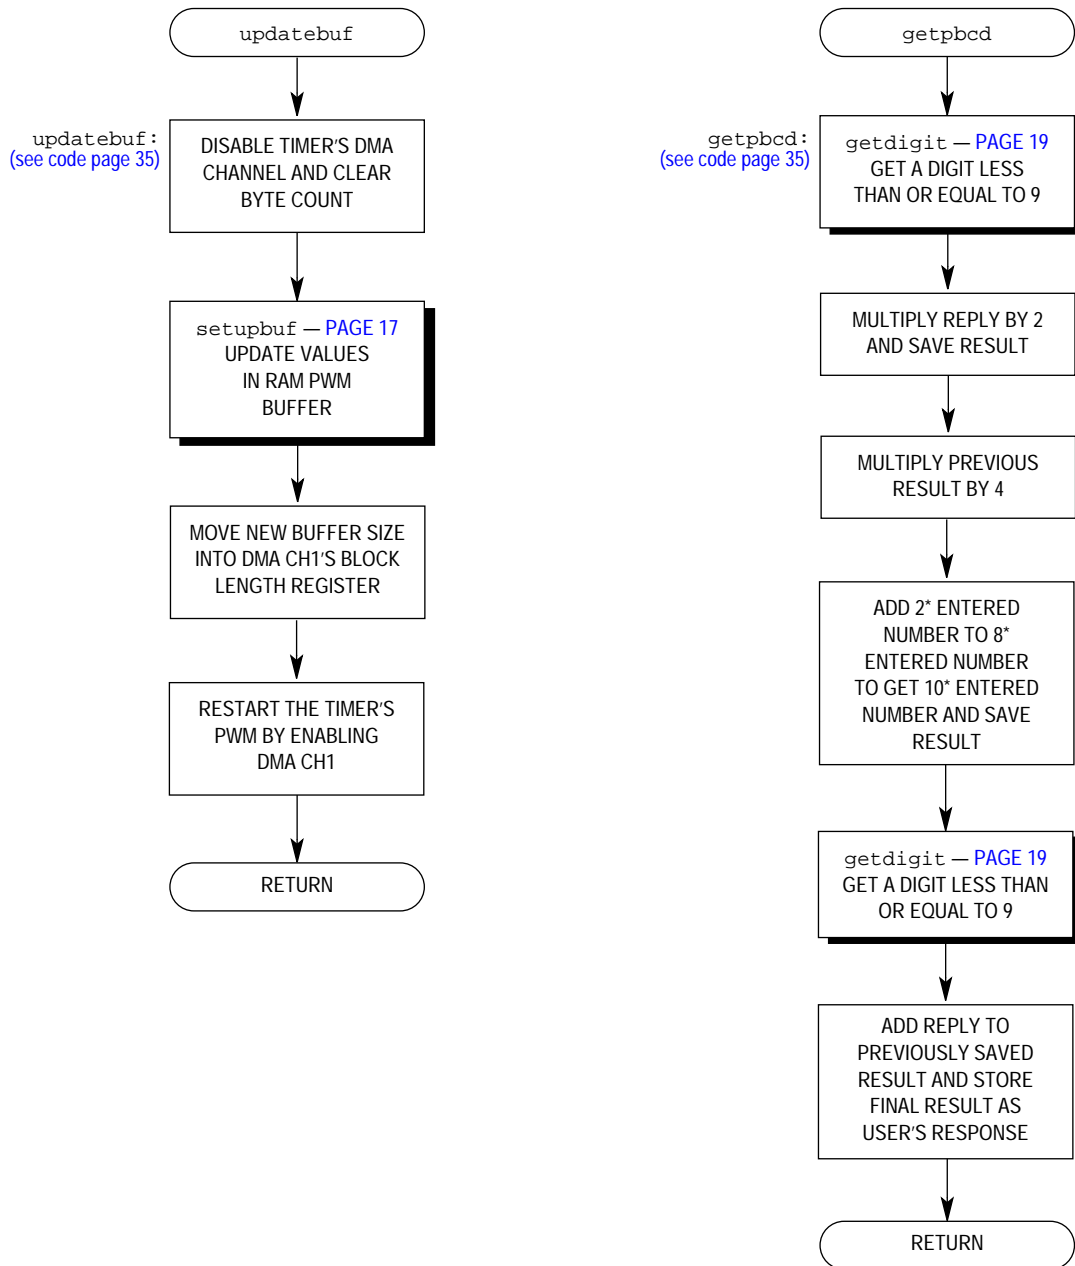 updatebuf
updatebuf:
(see code page 35)
DISABLE TIMER'S DMA
CHANNEL AND CLEAR
BYTE COUNT
setupbuf — PAGE 17
UPDATE VALUES
IN RAM PWM
BUFFER
MOVE NEW BUFFER SIZE
INTO DMA CH1'S BLOCK
LENGTH REGISTER
RESTART THE TIMER'S
PWM BY ENABLING
DMA CH1
RETURN
getpbcd
getpbcd:
(see code page 35)
getdigit — PAGE 19
GET A DIGIT LESS
THAN OR EQUAL TO 9
MULTIPLY REPLY BY 2
AND SAVE RESULT
MULTIPLY PREVIOUS
RESULT BY 4
ADD 2* ENTERED
NUMBER TO 8*
ENTERED NUMBER
TO GET 10* ENTERED
NUMBER AND SAVE
RESULT
getdigit — PAGE 19
GET A DIGIT LESS THAN
OR EQUAL TO 9
ADD REPLY TO
PREVIOUSLY SAVED
RESULT AND STORE
FINAL RESULT AS
USER'S RESPONSE
RETURN